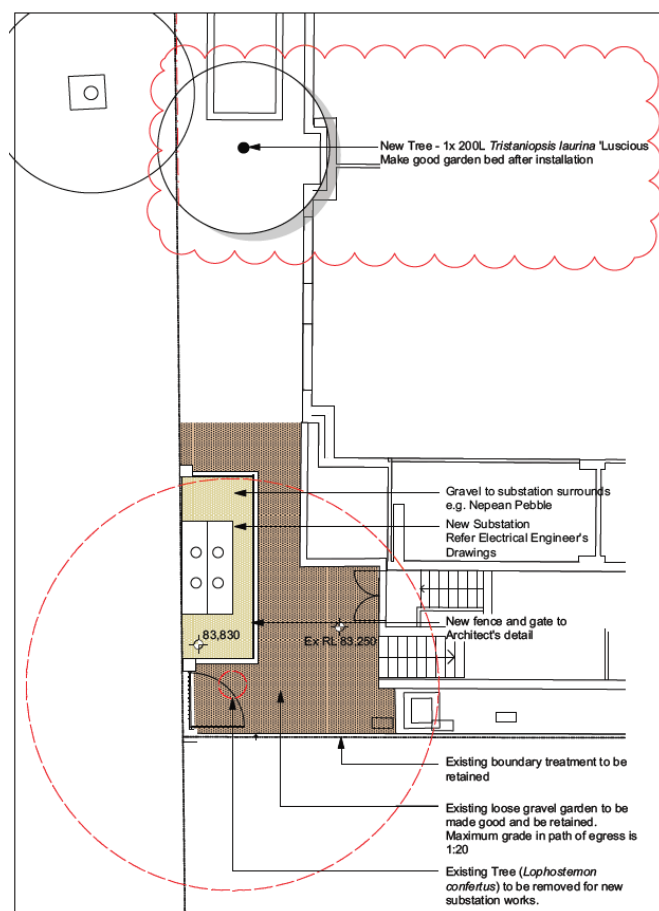 New Tree - 1x 200L Tristaniopsis laurina 'Luscious
Make good garden bed after installation
Gravel to substation surrounds
e.g. Nepean Pebble
New Substation
Refer Electrical Engineer's
Drawings
New fence and gate to
Architect's detail
83,830
Ex RL 83,250
Existing boundary treatment to be
retained
Existing loose gravel garden to be
made good and be retained.
Maximum grade in path of egress is
1:20
Existing Tree (Lophostemon
confertus) to be removed for new
substation works.